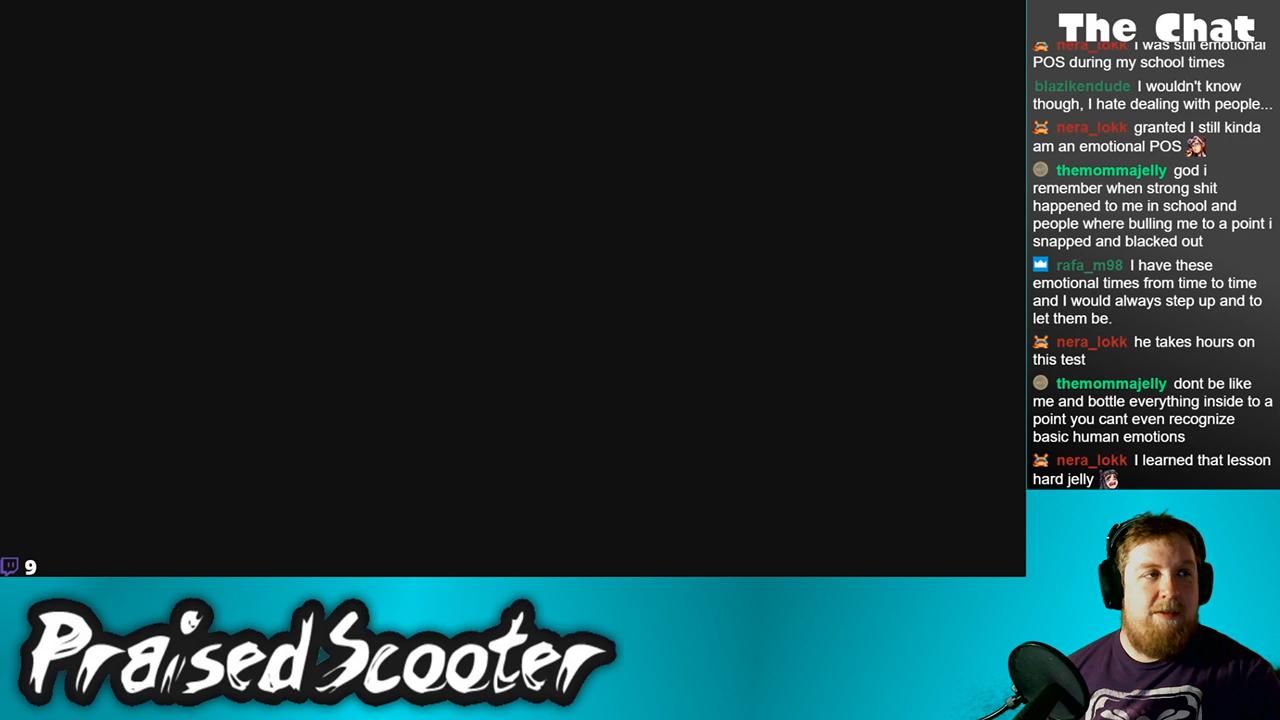 The Chat
nera_lokk I was still emotional
POS during my school times
blazikendude I wouldn't know
though, I hate dealing with people...
nera_lokk granted I still kinda
am an emotional POS
themommajelly god i
remember when strong shit
happened to me in school and
people where bulling me to a point i
snapped and blacked out
rafa_m98 I have these
emotional times from time to time
and I would always step up and to
let them be.
nera_lokk he takes hours on
this test
themommajelly dont be like
me and bottle everything inside to a
point you cant even recognize
basic human emotions
nera_lokk I learned that lesson
hard jelly
9
PraisedScooter